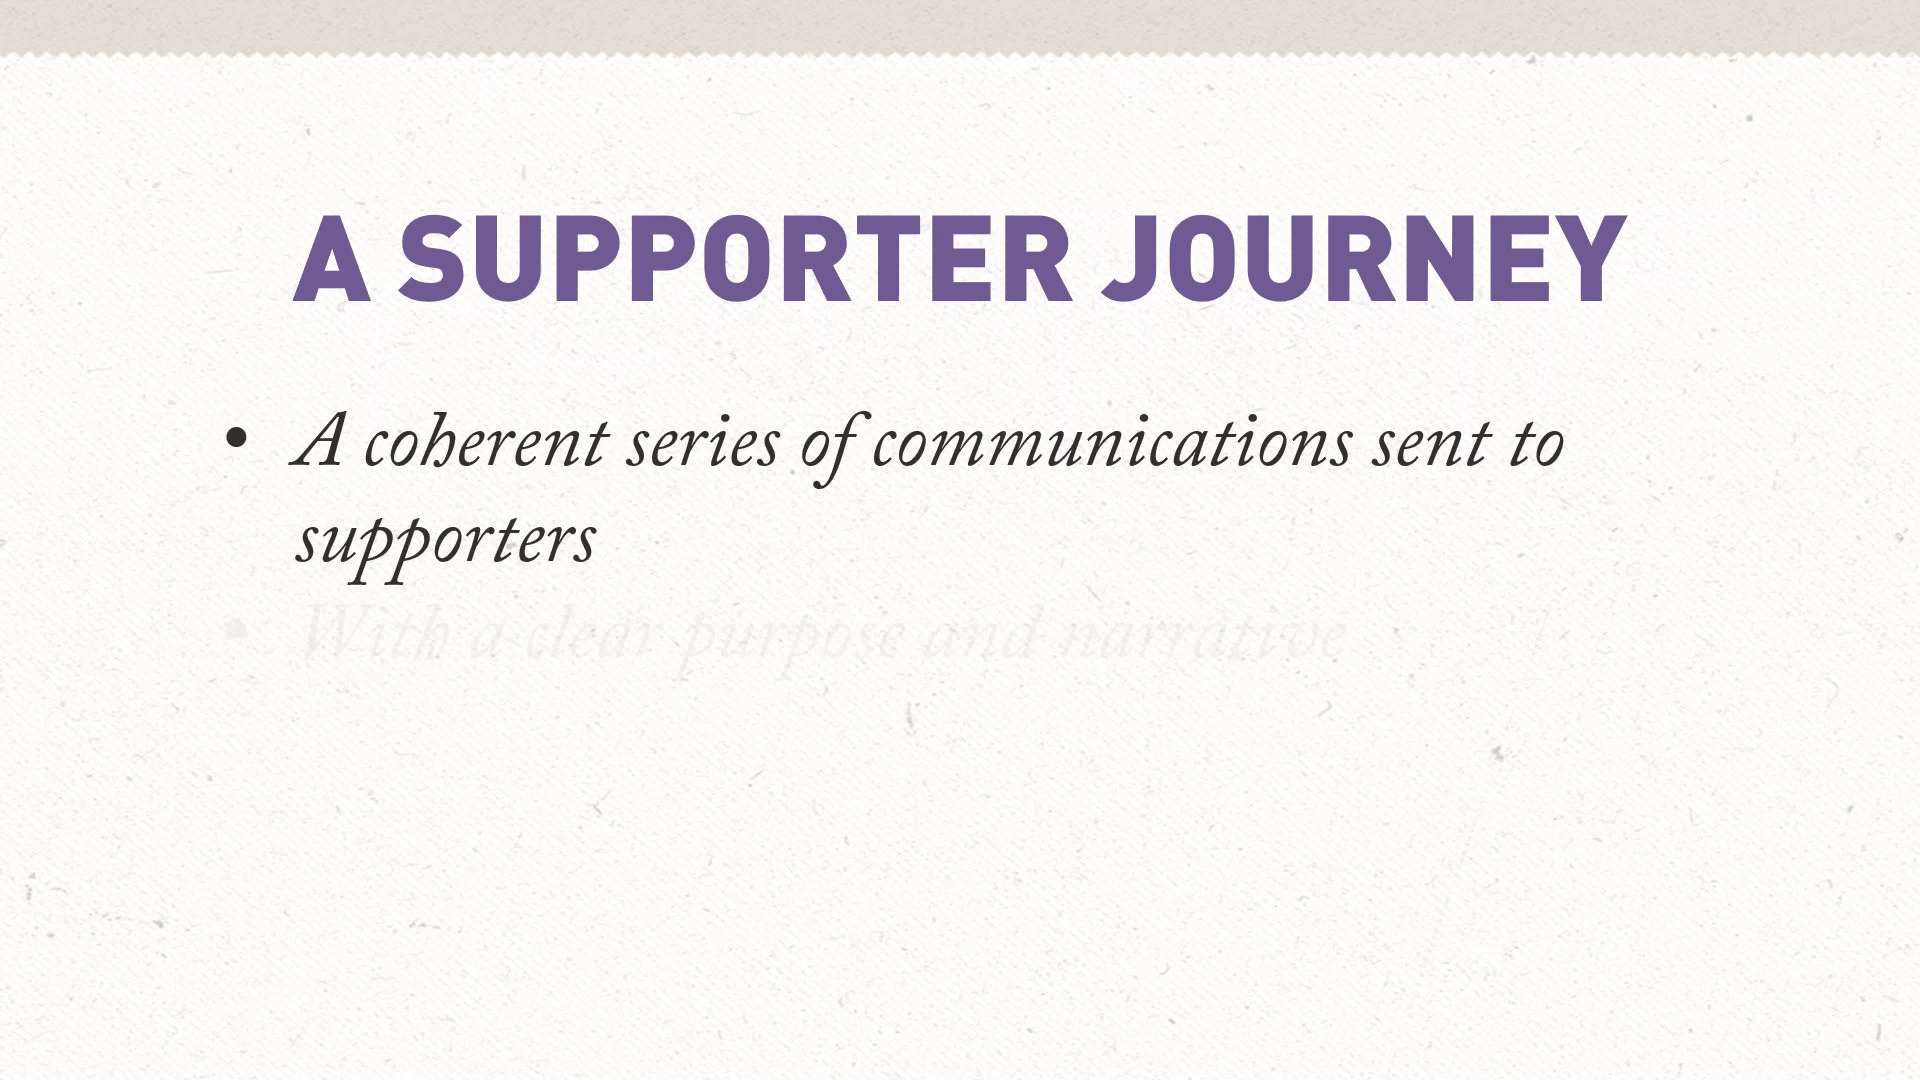 A SUPPORTER JOURNEY
• A coherent series of communications sent to
supporters
• With a clear purpose and narrative